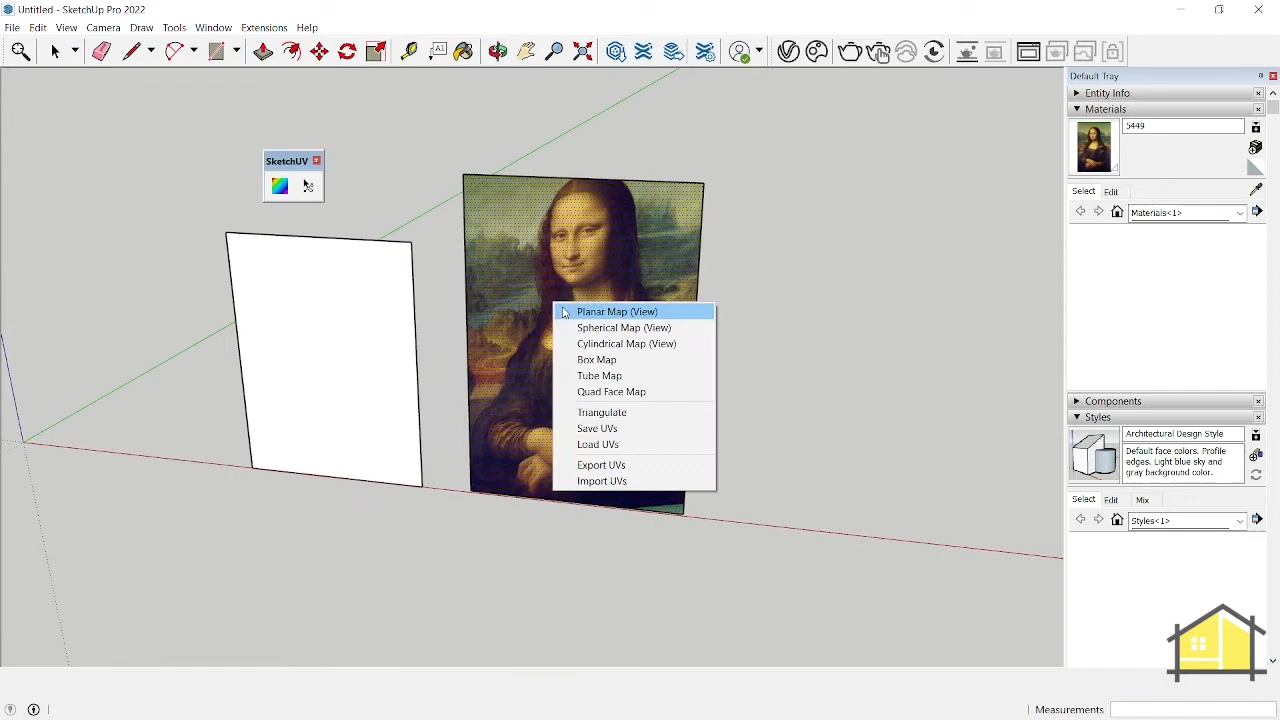 Untitled - SketchUp Pro 2022
File Edit View Camera Draw Tools Window Extensions Help
Default Tray
Entity Info
Materials
5449
Select Edit
Materials<1>
SketchUV
Planar Map (View)
Spherical Map (View)
Cylindrical Map (View)
Box Map
Tube Map
Quad Face Map
Triangulate
Save UVs
Load UVs
Export UVs
Import UVs
Components
Styles
Architectural Design Style
Default face colors. Profile
edges. Light blue sky and
gray background color.
Select Edit Mix
Styles<1>
Measurements